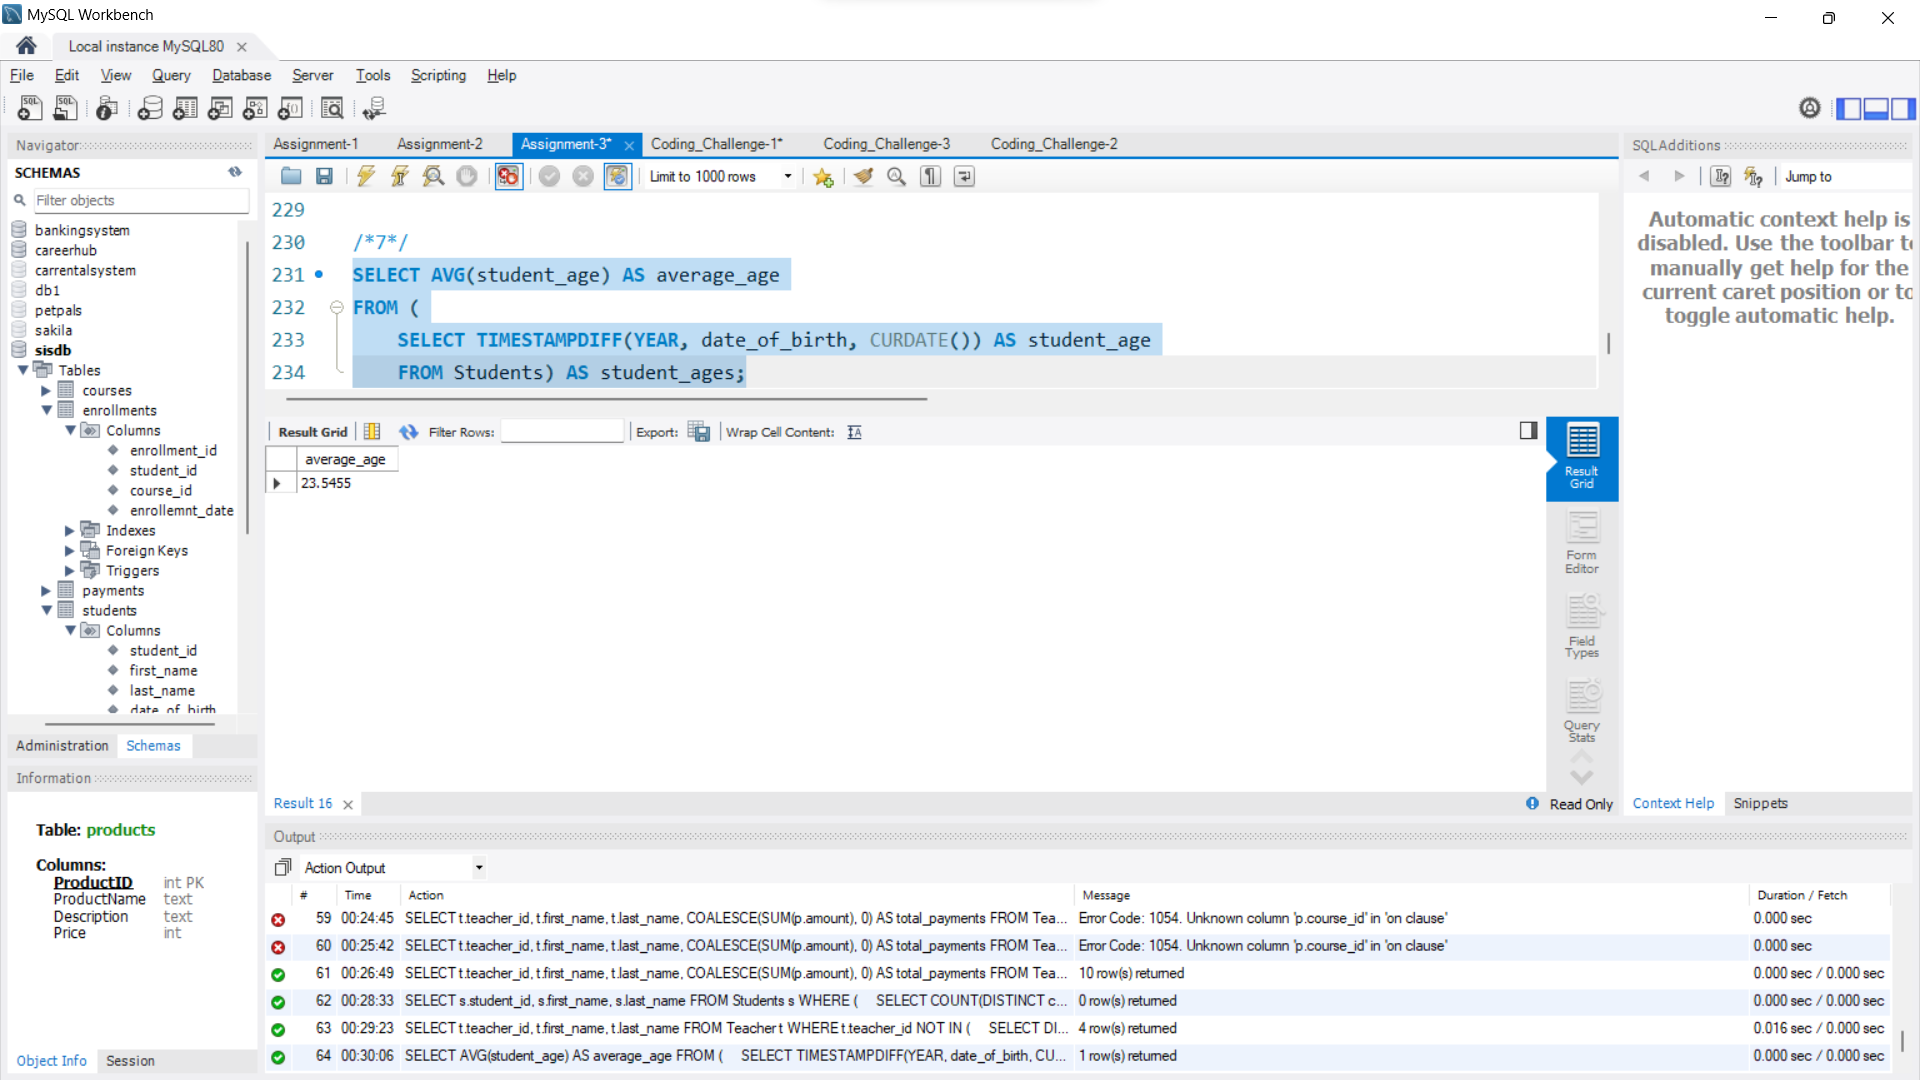 MySQL Workbench
Local instance MySQL80
File Edit View Query Database Server Tools Scripting Help
Navigator
SCHEMAS
Filter objects
bankingsystem
careerhub
carrentalsystem
db1
petpals
sakila
sisdb
Tables
courses
enrollments
Columns
enrollment_id
student_id
course_id
enrollemnt_date
Indexes
Foreign Keys
Triggers
payments
students
Columns
student_id
first_name
last_name
date_of_birth
Administration Schemas
Information
Table: products
Columns:
ProductID int PK
ProductName text
Description text
Price int
Object Info Session
Assignment-1 Assignment-2 Assignment-3* Coding_Challenge-1* Coding_Challenge-3 Coding_Challenge-2
Limit to 1000 rows
229
230 /*7*/
231 SELECT AVG(student_age) AS average_age
232 FROM (
233 SELECT TIMESTAMPDIFF(YEAR, date_of_birth, CURDATE()) AS student_age
234 FROM Students) AS student_ages;
Result Grid Filter Rows: Export: Wrap Cell Content:
average_age
23.5455
Result Grid
Form Editor
Field Types
Query Stats
Result 16
Read Only
SQLAdditions
Jump to
Automatic context help is
disabled. Use the toolbar to
manually get help for the
current caret position or to
toggle automatic help.
Context Help Snippets
Output
Action Output
# Time Action Message Duration / Fetch
59 00:24:45 SELECT t.teacher_id, t.first_name, t.last_name, COALESCE(SUM(p.amount), 0) AS total_payments FROM Tea... Error Code: 1054. Unknown column 'p.course_id' in 'on clause' 0.000 sec
60 00:25:42 SELECT t.teacher_id, t.first_name, t.last_name, COALESCE(SUM(p.amount), 0) AS total_payments FROM Tea... Error Code: 1054. Unknown column 'p.course_id' in 'on clause' 0.000 sec
61 00:26:49 SELECT t.teacher_id, t.first_name, t.last_name, COALESCE(SUM(p.amount), 0) AS total_payments FROM Tea... 10 row(s) returned 0.000 sec / 0.000 sec
62 00:28:33 SELECT s.student_id, s.first_name, s.last_name FROM Students s WHERE ( SELECT COUNT(DISTINCT c... 0 row(s) returned 0.000 sec / 0.000 sec
63 00:29:23 SELECT t.teacher_id, t.first_name, t.last_name FROM Teacher t WHERE t.teacher_id NOT IN ( SELECT DI... 4 row(s) returned 0.016 sec / 0.000 sec
64 00:30:06 SELECT AVG(student_age) AS average_age FROM ( SELECT TIMESTAMPDIFF(YEAR, date_of_birth, CU... 1 row(s) returned 0.000 sec / 0.000 sec